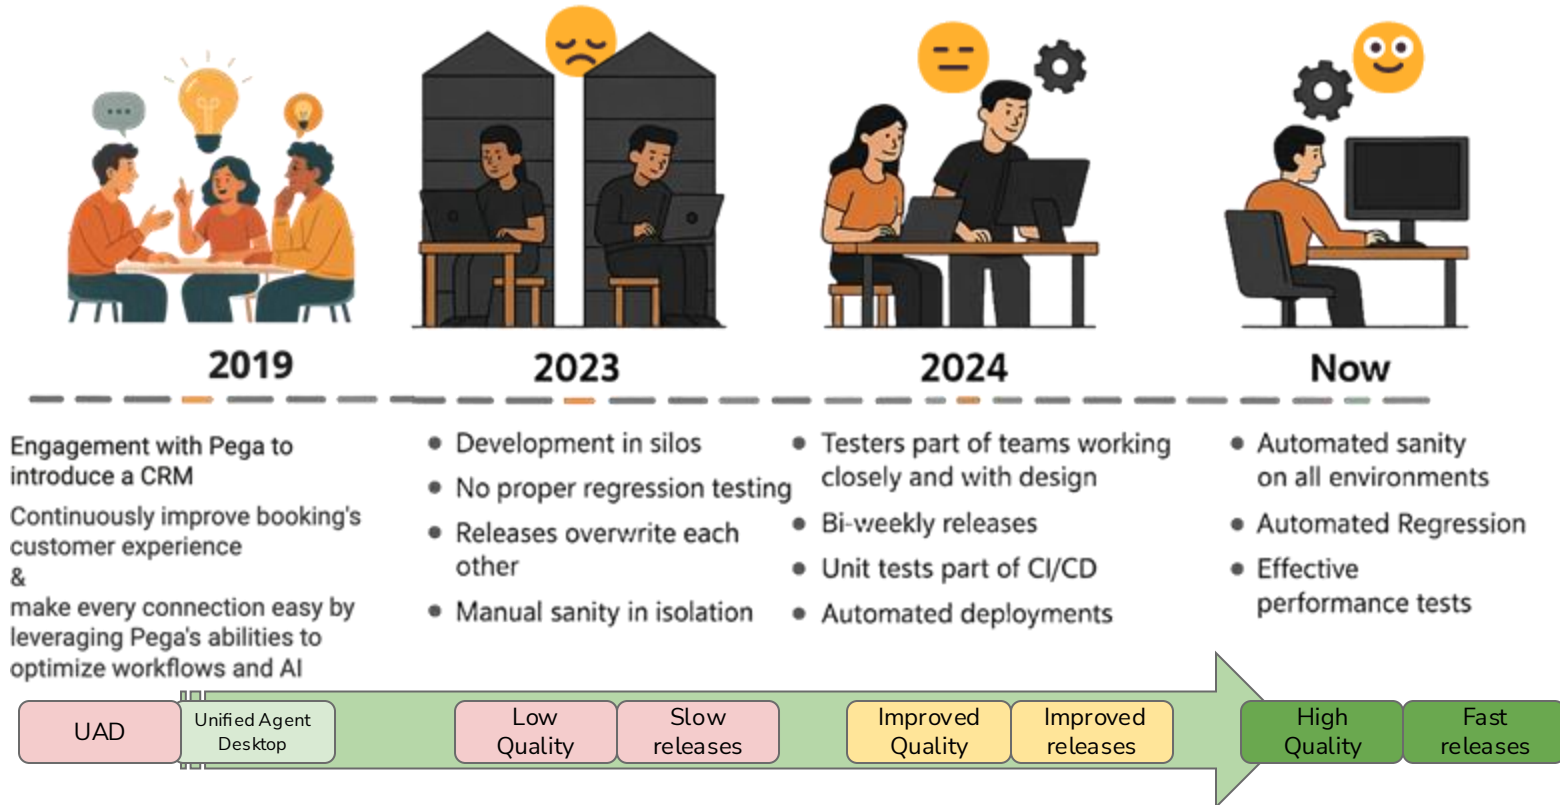 2019
Engagement with Pega to
introduce a CRM
Continuously improve booking's
customer experience
&
make every connection easy by
leveraging Pega's abilities to
optimize workflows and AI
2023
• Development in silos
• No proper regression testing
• Releases overwrite each
other
• Manual sanity in isolation
2024
• Testers part of teams working
closely and with design
• Bi-weekly releases
• Unit tests part of CI/CD
• Automated deployments
Now
• Automated sanity
on all environments
• Automated Regression
• Effective
performance tests
UAD
Unified Agent
Desktop
Low
Quality
Slow
releases
Improved
Quality
Improved
releases
High
Quality
Fast
releases